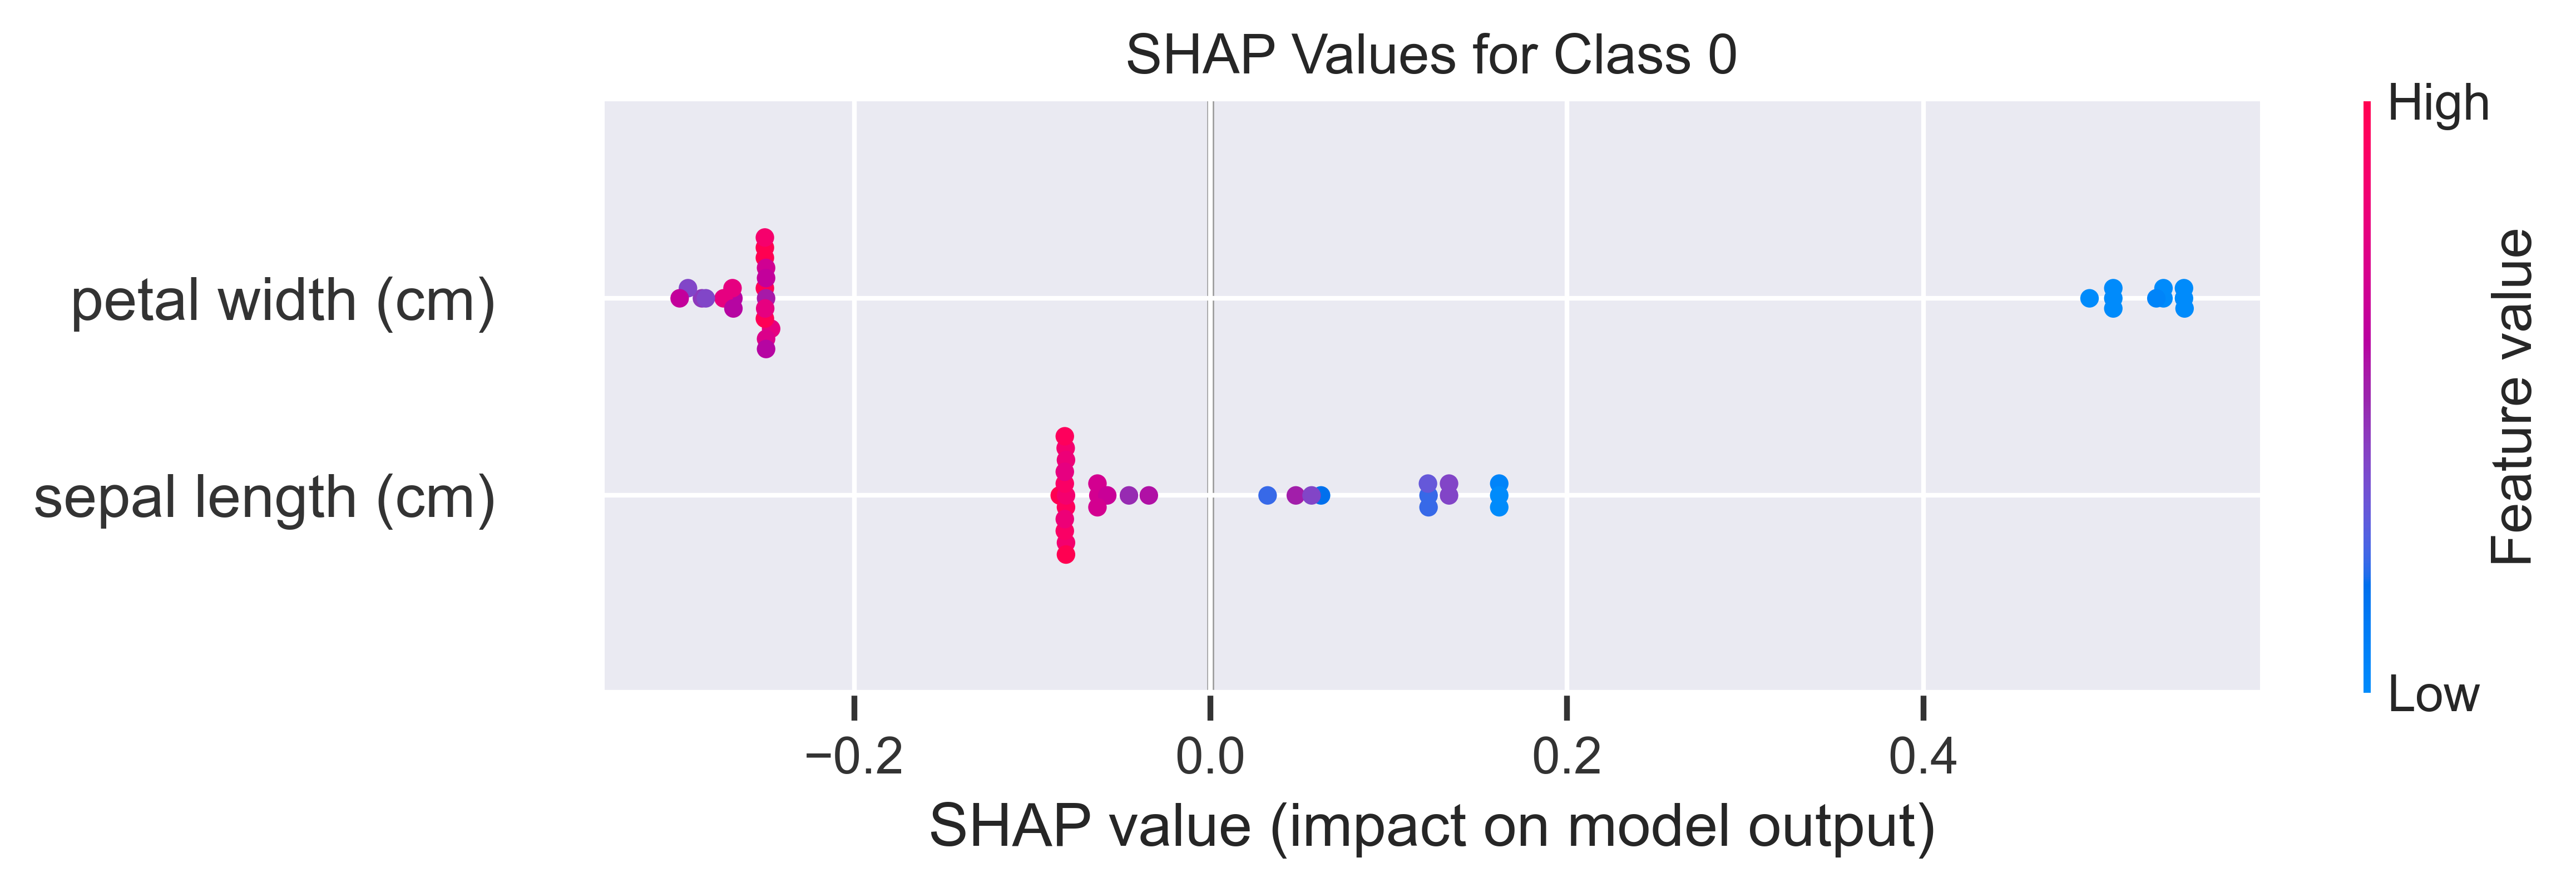 SHAP Values for Class 0
High
petal width (cm)
sepal length (cm)
Feature value
Low
−0.2
0.0
0.2
0.4
SHAP value (impact on model output)